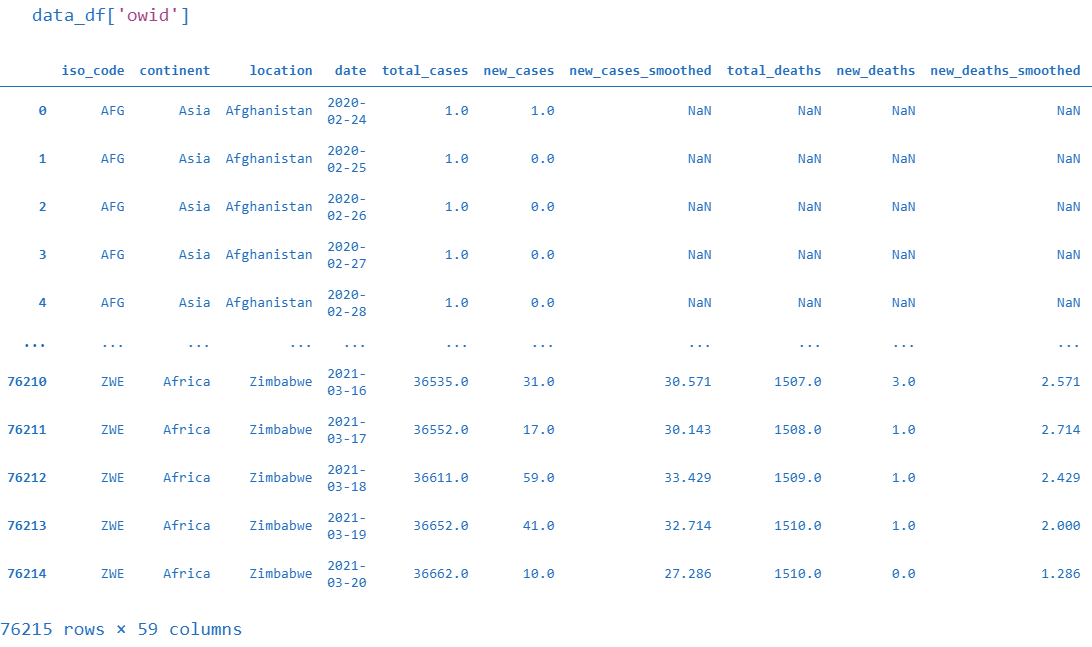 data_df['owid']
iso_code continent location date total_cases new_cases new_cases_smoothed total_deaths new_deaths new_deaths_smoothed
0 AFG Asia Afghanistan 2020-02-24 1.0 1.0 NaN NaN NaN NaN
1 AFG Asia Afghanistan 2020-02-25 1.0 0.0 NaN NaN NaN NaN
2 AFG Asia Afghanistan 2020-02-26 1.0 0.0 NaN NaN NaN NaN
3 AFG Asia Afghanistan 2020-02-27 1.0 0.0 NaN NaN NaN NaN
4 AFG Asia Afghanistan 2020-02-28 1.0 0.0 NaN NaN NaN NaN
... ... ... ... ... ... ... ... ... ... ...
76210 ZWE Africa Zimbabwe 2021-03-16 36535.0 31.0 30.571 1507.0 3.0 2.571
76211 ZWE Africa Zimbabwe 2021-03-17 36552.0 17.0 30.143 1508.0 1.0 2.714
76212 ZWE Africa Zimbabwe 2021-03-18 36611.0 59.0 33.429 1509.0 1.0 2.429
76213 ZWE Africa Zimbabwe 2021-03-19 36652.0 41.0 32.714 1510.0 1.0 2.000
76214 ZWE Africa Zimbabwe 2021-03-20 36662.0 10.0 27.286 1510.0 0.0 1.286
76215 rows × 59 columns